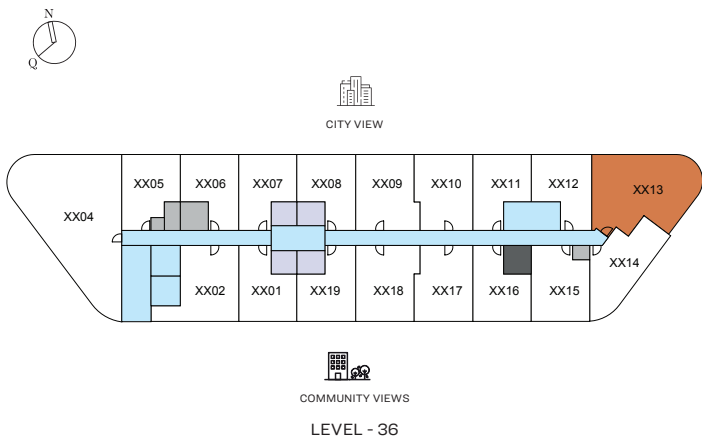 N
Q
CITY VIEW
XX05 XX06 XX07 XX08 XX09 XX10 XX11 XX12 XX13
XX04
XX14
XX02 XX01 XX19 XX18 XX17 XX16 XX15
COMMUNITY VIEWS
LEVEL - 36